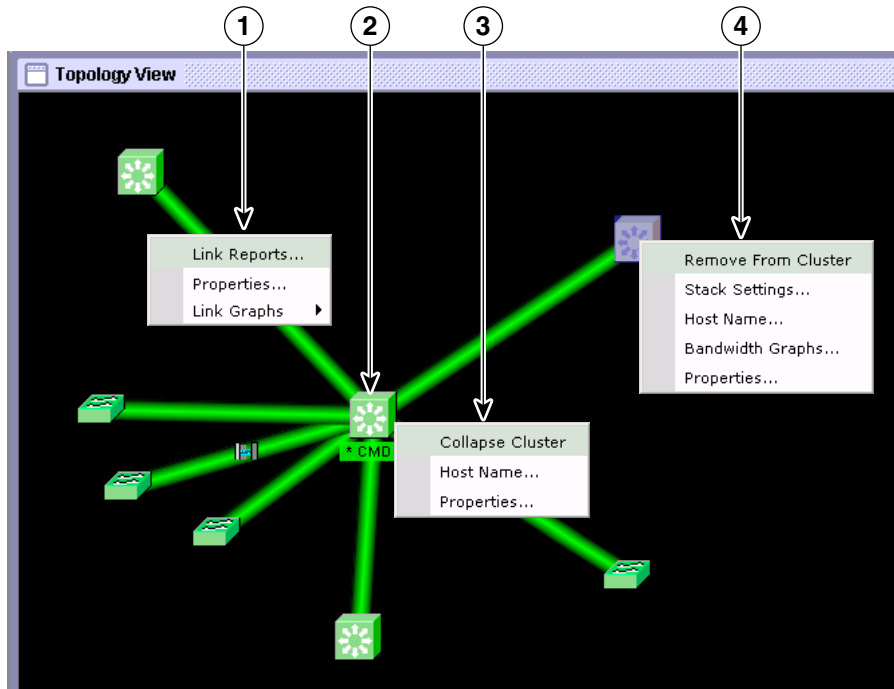 1 2 3 4
Topology View
Link Reports...
Properties...
Link Graphs
Remove From Cluster
Stack Settings...
Host Name...
Bandwidth Graphs...
Properties...
* CMD
Collapse Cluster
Host Name...
Properties...